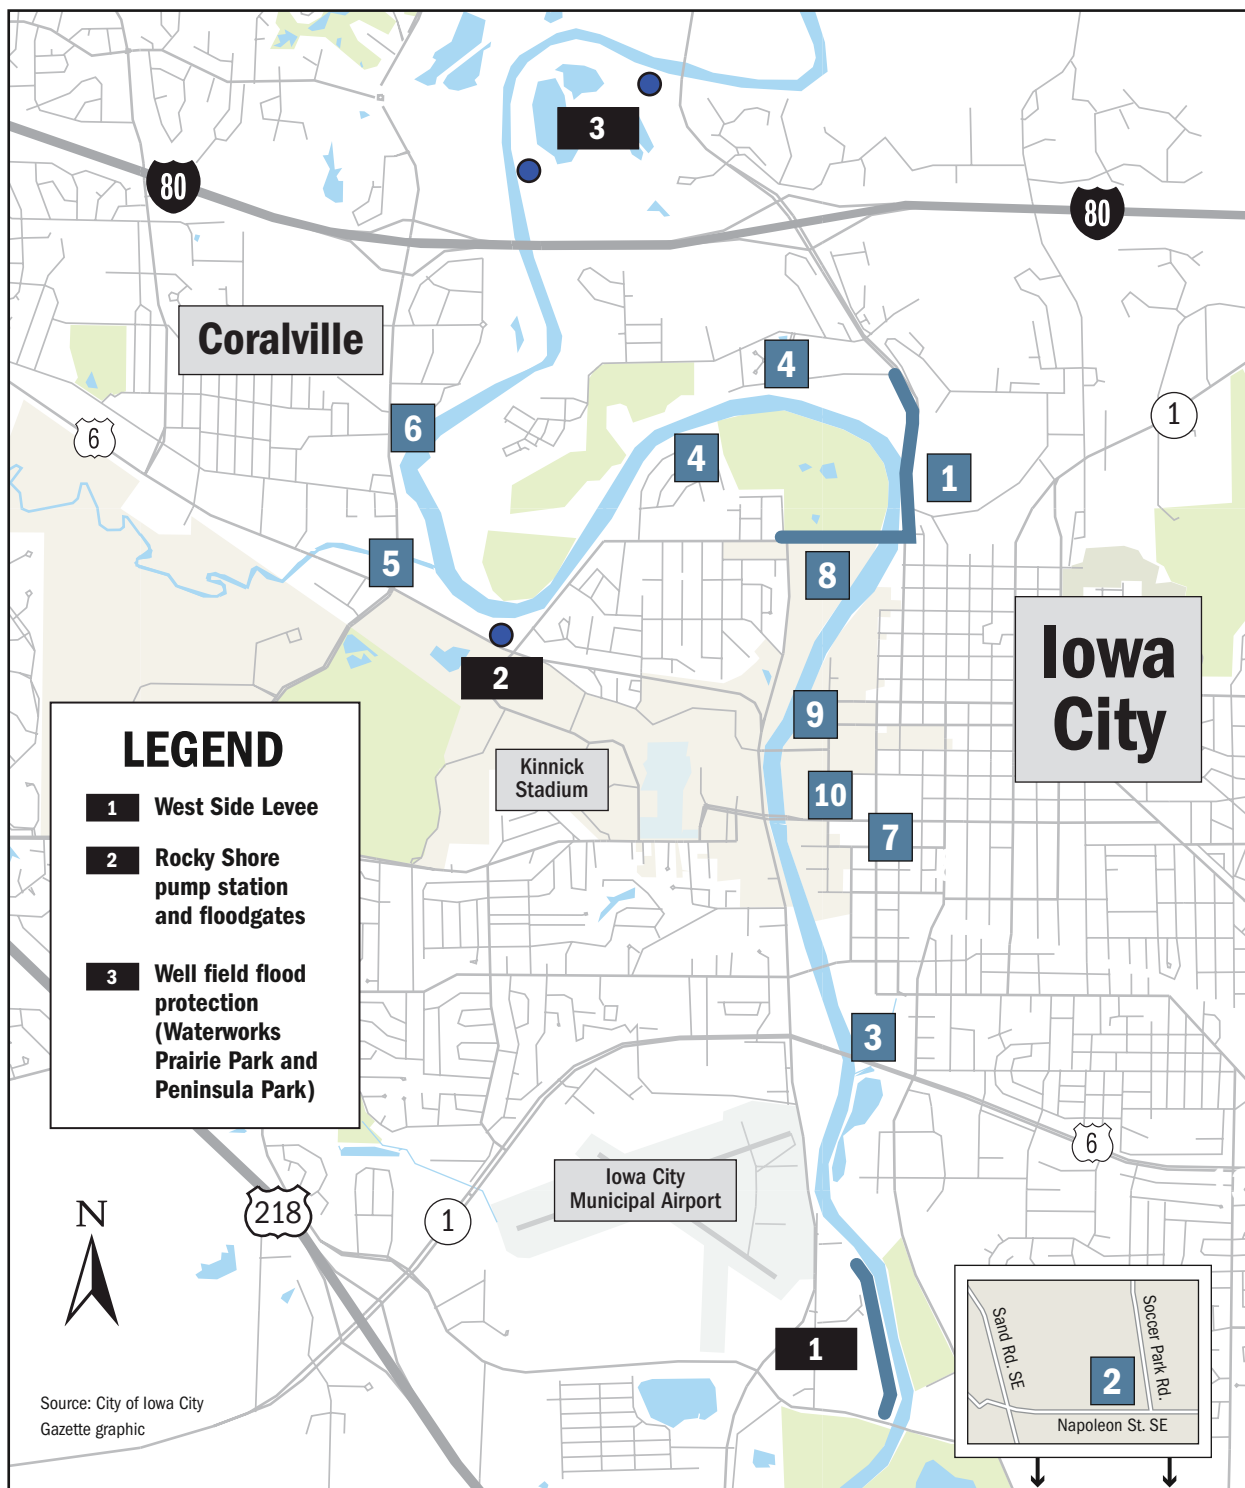 3
80
80
Coralville
4
6
6
1
4
1
5
8
2
Iowa
City
9
Kinnick
Stadium
10
7
LEGEND
1 West Side Levee
2 Rocky Shore
pump station
and floodgates
3 Well field flood
protection
(Waterworks
Prairie Park and
Peninsula Park)
3
6
Iowa City
Municipal Airport
218
1
N
1
Sand Rd. SE
Soccer Park Rd.
2
Napoleon St. SE
Source: City of Iowa City
Gazette graphic